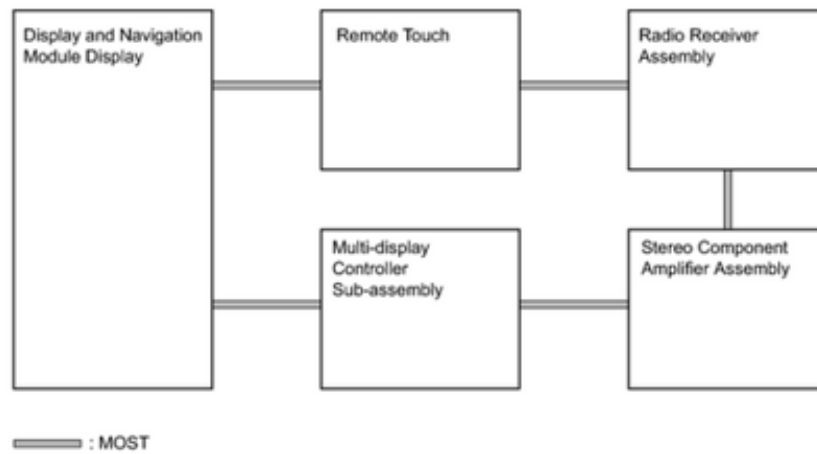 Display and Navigation
Module Display
Remote Touch
Radio Receiver
Assembly
Multi-display
Controller
Sub-assembly
Stereo Component
Amplifier Assembly
: MOST